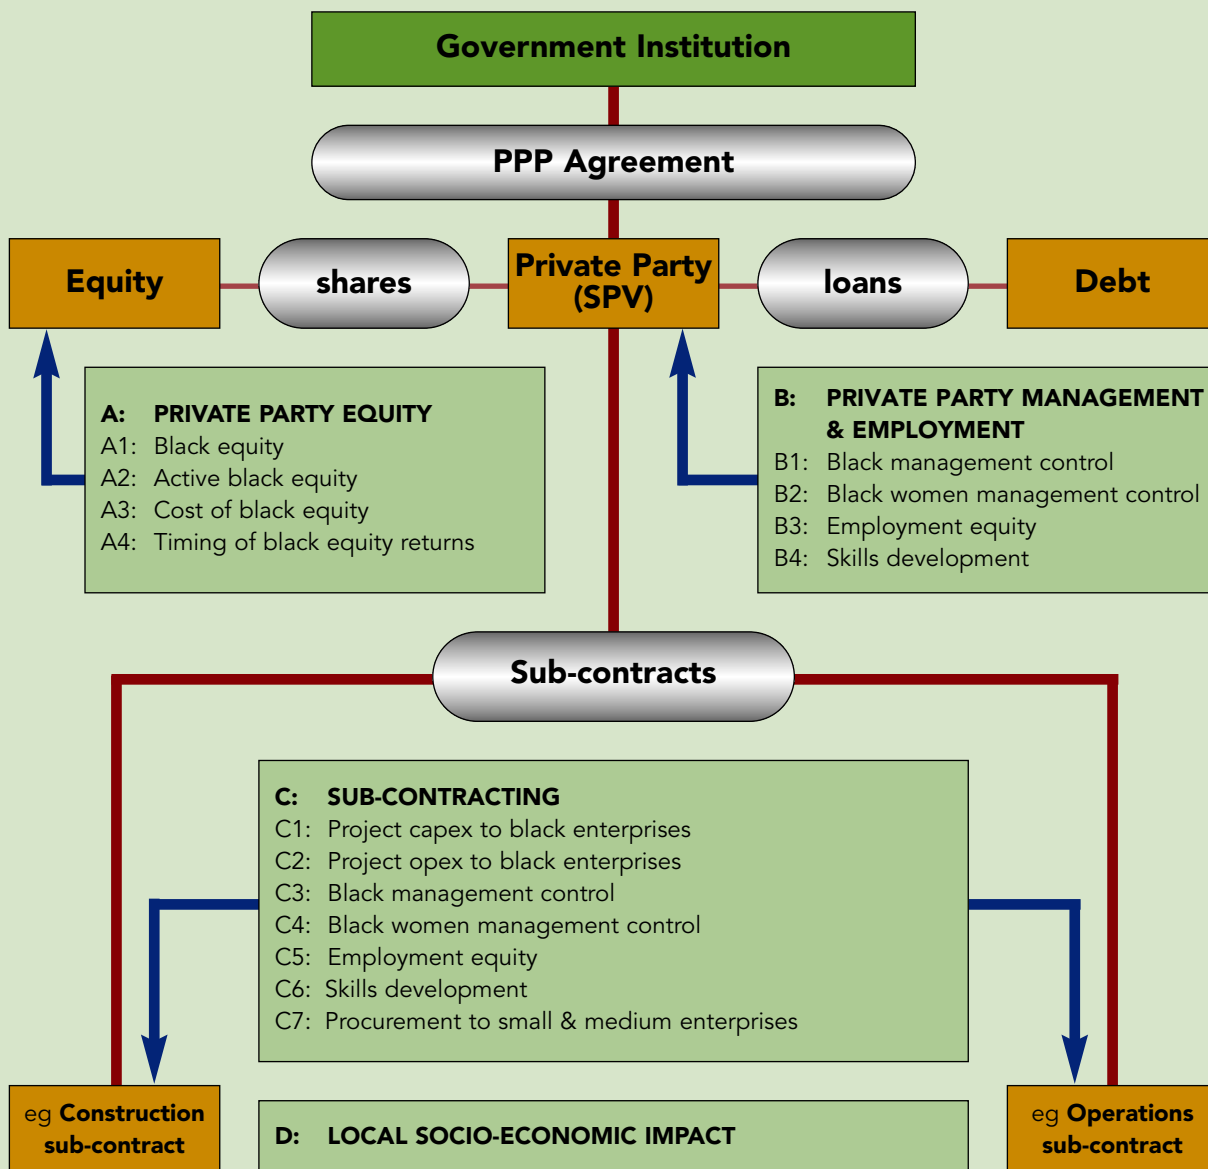 Government Institution
PPP Agreement
Equity
shares
Private Party
(SPV)
loans
Debt
A: PRIVATE PARTY EQUITY
A1: Black equity
A2: Active black equity
A3: Cost of black equity
A4: Timing of black equity returns
B: PRIVATE PARTY MANAGEMENT
& EMPLOYMENT
B1: Black management control
B2: Black women management control
B3: Employment equity
B4: Skills development
Sub-contracts
C: SUB-CONTRACTING
C1: Project capex to black enterprises
C2: Project opex to black enterprises
C3: Black management control
C4: Black women management control
C5: Employment equity
C6: Skills development
C7: Procurement to small & medium enterprises
eg Construction
sub-contract
D: LOCAL SOCIO-ECONOMIC IMPACT
eg Operations
sub-contract